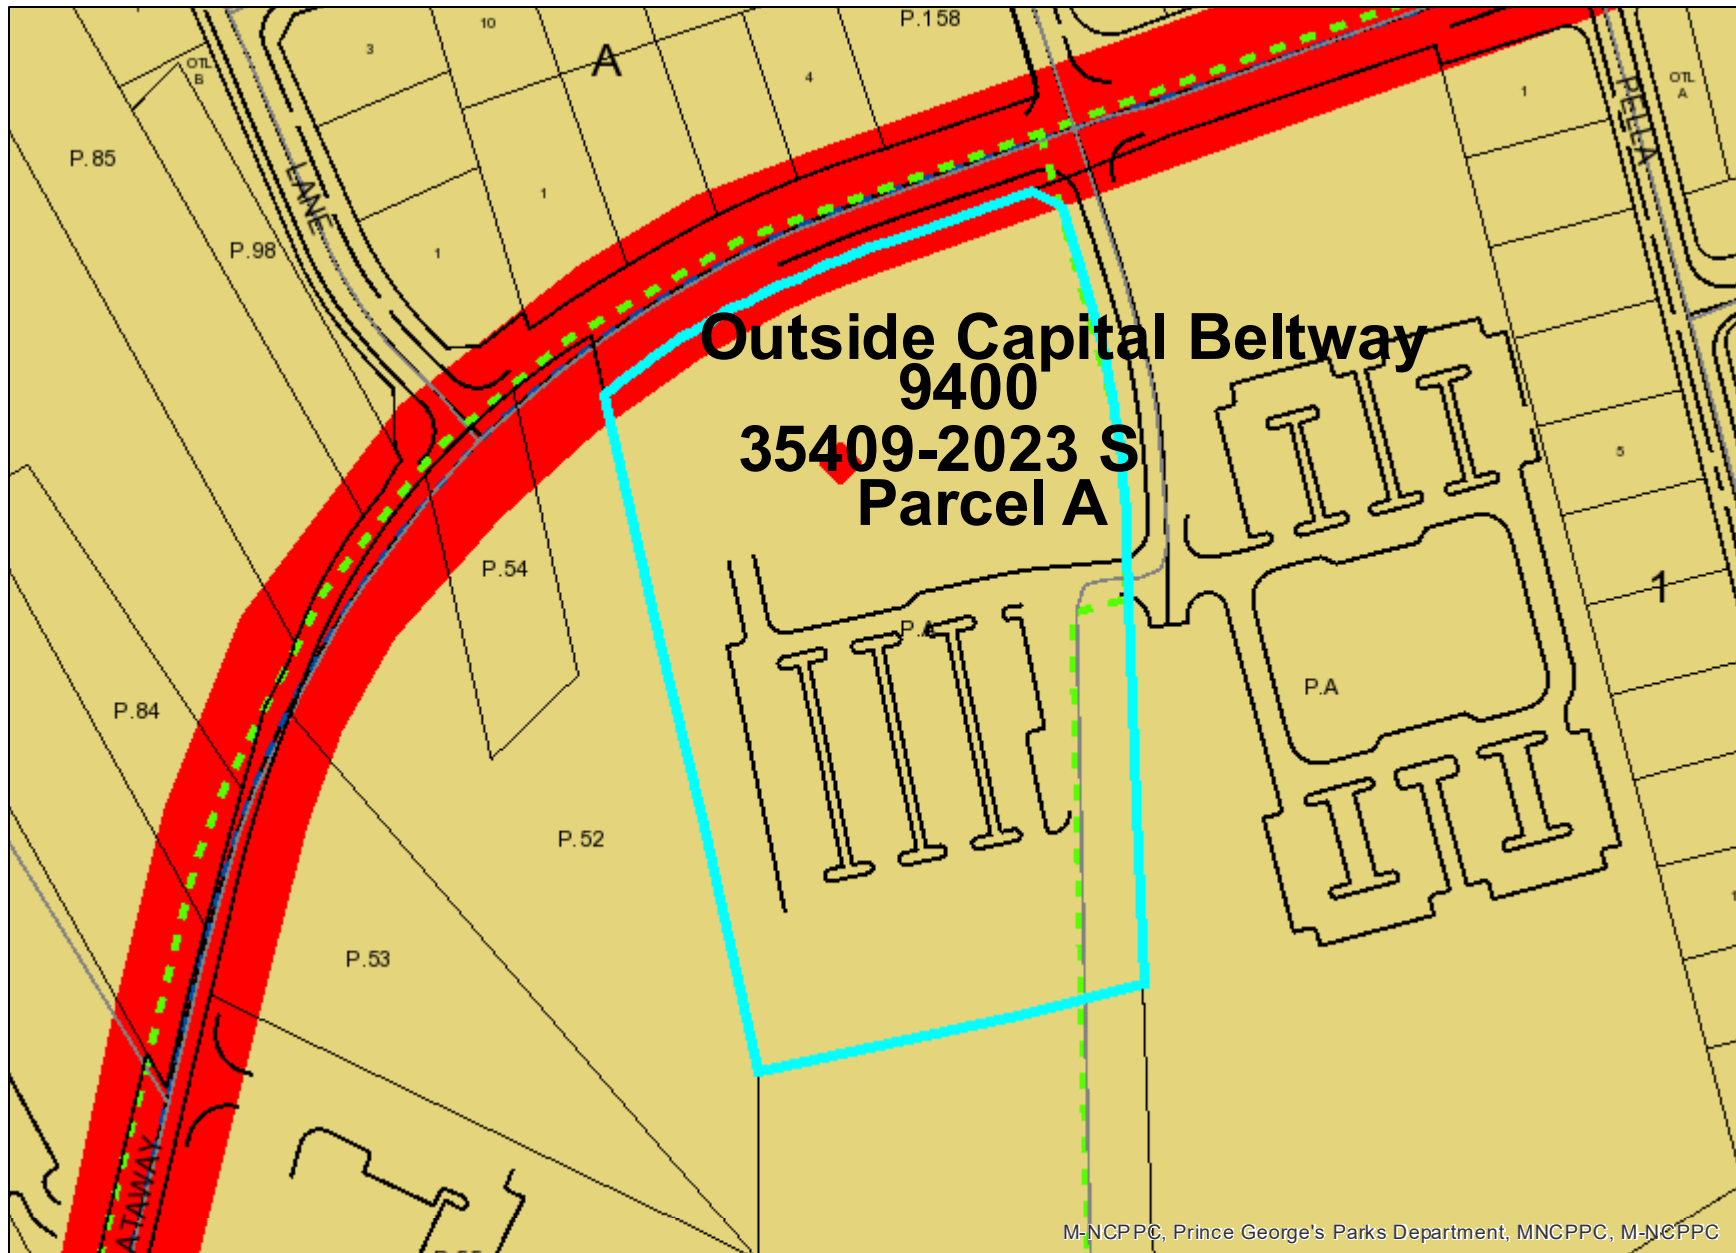 P.158
10
3
A
OTL
B
4
1
OTL
A
PELLA
P.85
LANE
1
P.98
1
Outside Capital Beltway
9400
35409-2023 S
Parcel A
5
P.54
1
P.A
P.A
P.84
P.52
P.53
ATAWAY
M-NCPPC, Prince George's Parks Department, MNCPPC, M-NCPPC